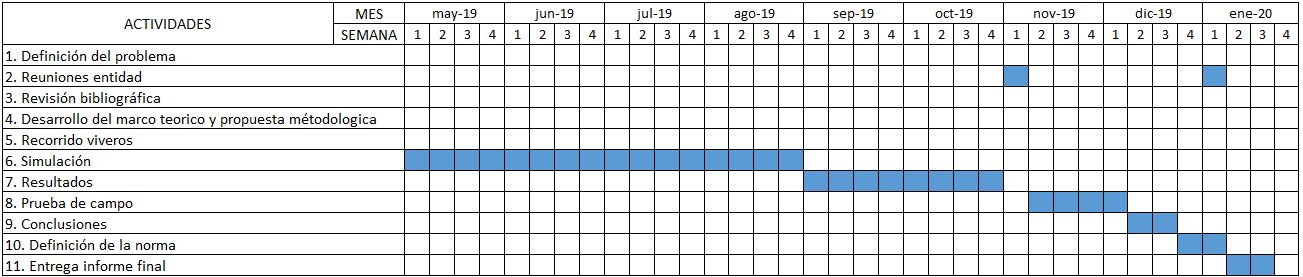 ACTIVIDADES MES may-19 jun-19 jul-19 ago-19 sep-19 oct-19 nov-19 dic-19 ene-20
SEMANA 1 2 3 4 1 2 3 4 1 2 3 4 1 2 3 4 1 2 3 4 1 2 3 4 1 2 3 4 1 2 3 4 1 2 3 4
1. Definición del problema
2. Reuniones entidad
3. Revisión bibliográfica
4. Desarrollo del marco teorico y propuesta métodologica
5. Recorrido viveros
6. Simulación
7. Resultados
8. Prueba de campo
9. Conclusiones
10. Definición de la norma
11. Entrega informe final